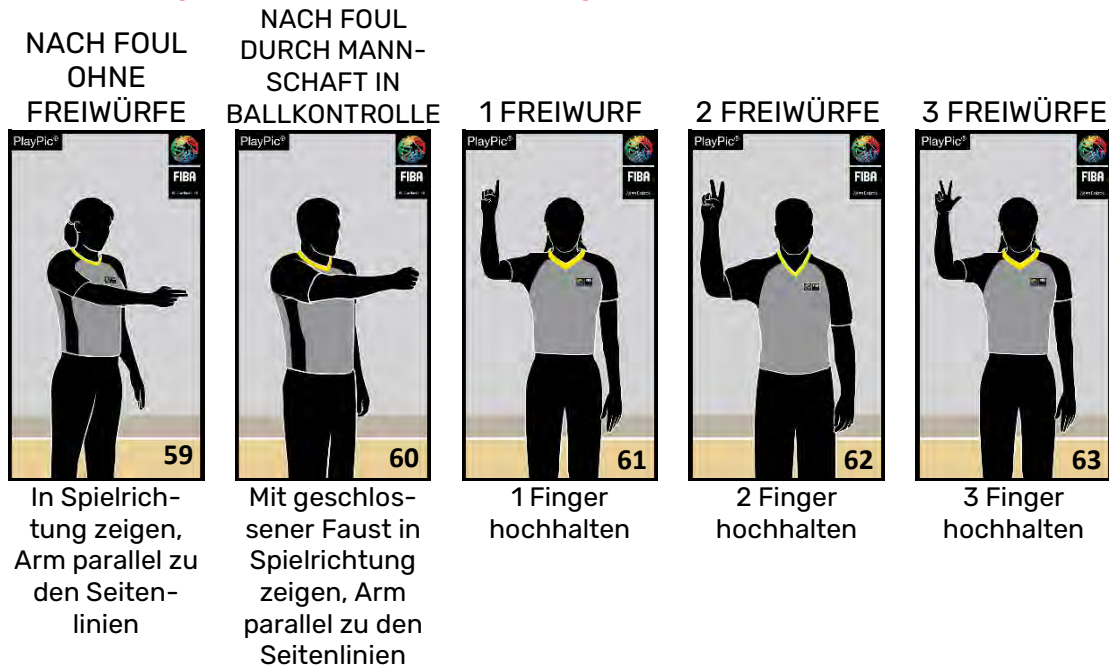 NACH FOUL
OHNE
FREIWÜRFE
PlayPic®
FIBA
59
In Spielrich-
tung zeigen,
Arm parallel zu
den Seiten-
linien
NACH FOUL
DURCH MANN-
SCHAFT IN
BALLKONTROLLE
PlayPic®
FIBA
60
Mit geschlos-
sener Faust in
Spielrichtung
zeigen, Arm
parallel zu den
Seitenlinien
1 FREIWURF
PlayPic®
FIBA
61
1 Finger
hochhalten
2 FREIWÜRFE
PlayPic®
FIBA
62
2 Finger
hochhalten
3 FREIWÜRFE
PlayPic®
FIBA
63
3 Finger
hochhalten